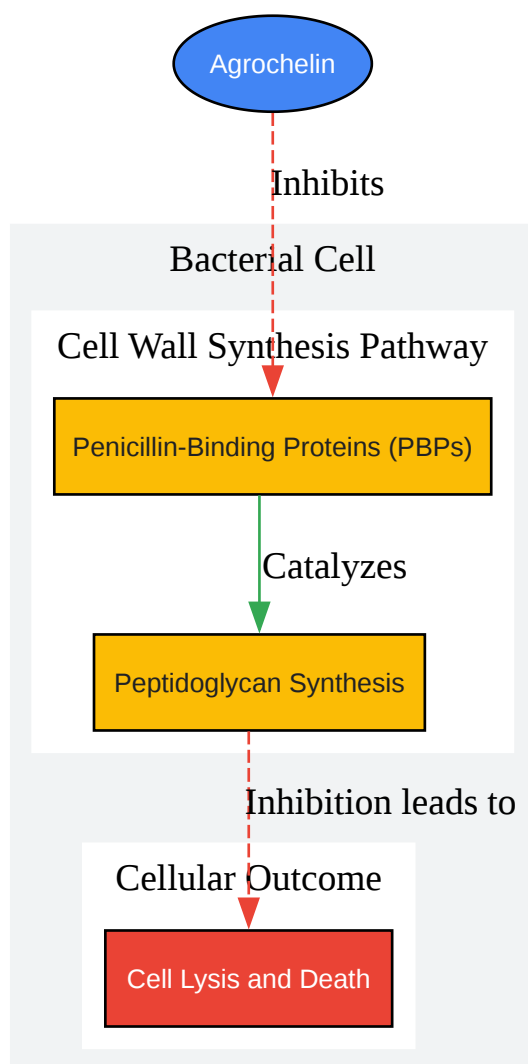 Agrochelin
Inhibits
Bacterial Cell
Cell Wall Synthesis Pathway
Penicillin-Binding Proteins (PBPs)
Catalyzes
Peptidoglycan Synthesis
Inhibition leads to
Cellular Outcome
Cell Lysis and Death